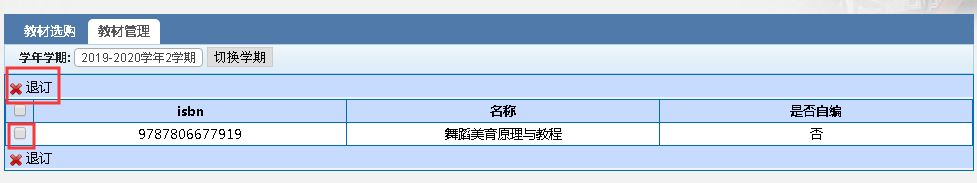 教材选购 教材管理
学年学期: 2019-2020学年2学期 切换学期
退订
isbn 名称 是否自编
9787806677919 舞蹈美育原理与教程 否
退订